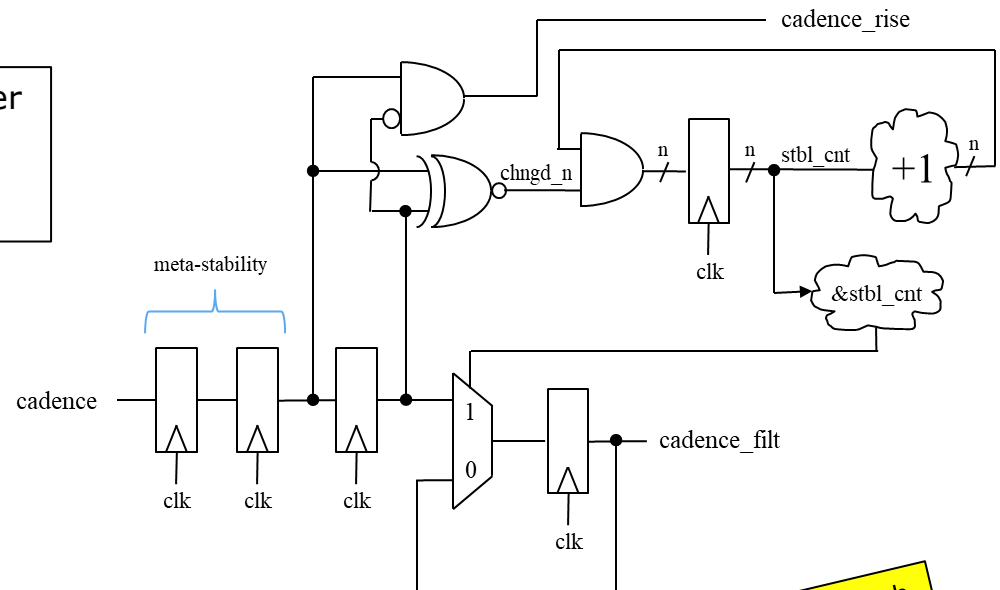 cadence_rise
er
n
n
stbl_cnt
+1
n
chngd_n
clk
meta-stability
&stbl_cnt
cadence
1
0
cadence_filt
clk
clk
clk
clk